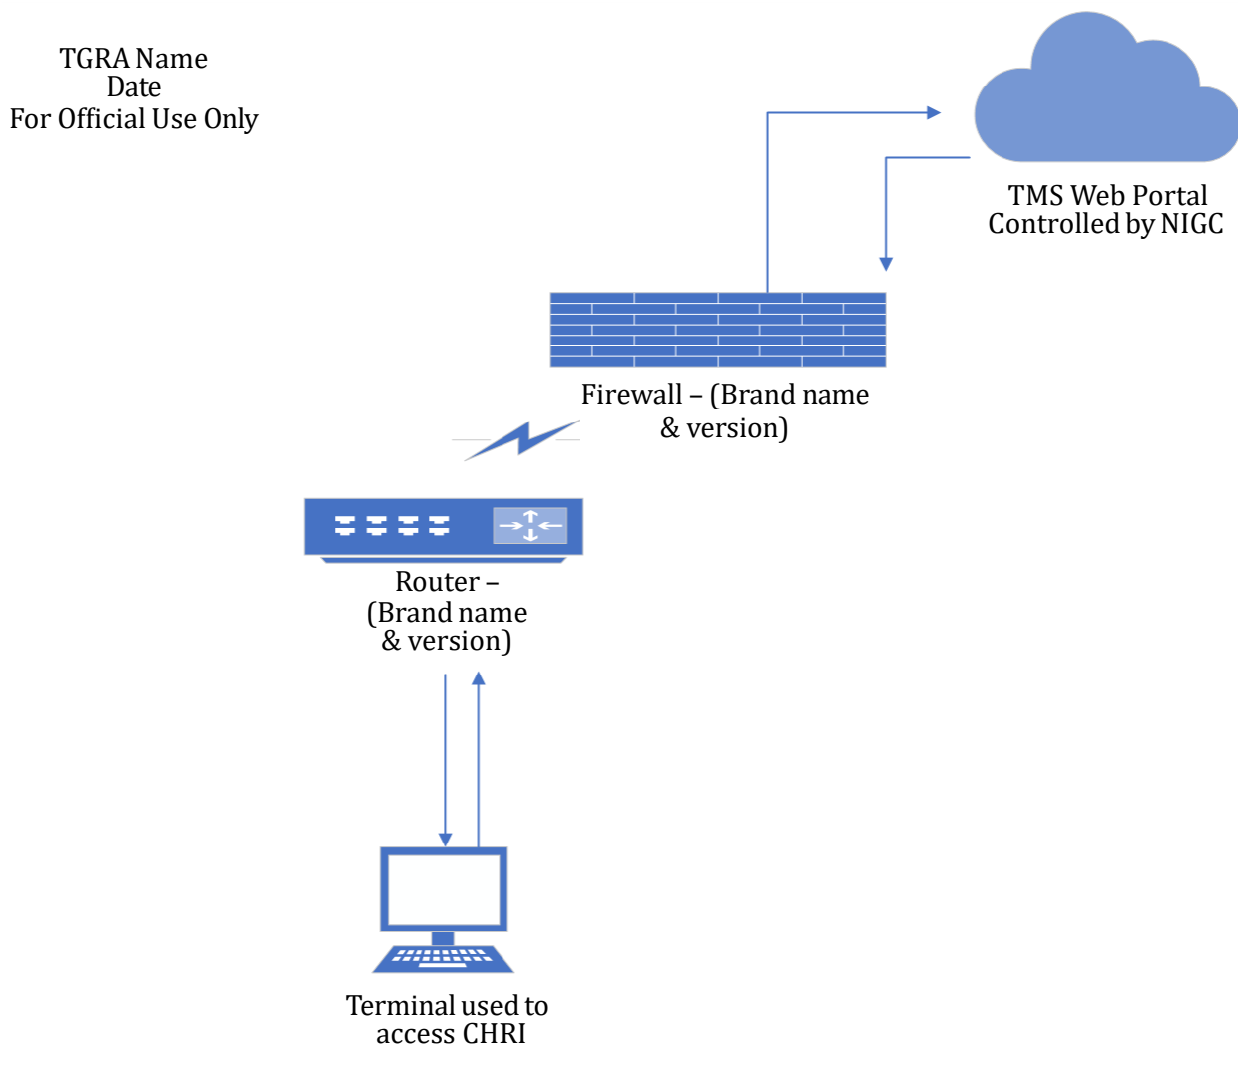 TGRA Name
Date
For Official Use Only
TMS Web Portal
Controlled by NIGC
Firewall – (Brand name
& version)
Router –
(Brand name
& version)
Terminal used to
access CHRI